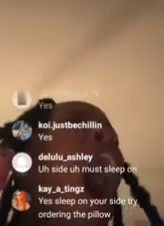 Yes
koi.justbechillin
Yes
delulu_ashley
Uh side uh must sleep on
kay_a_tingz
Yes sleep on your side try
ordering the pillow